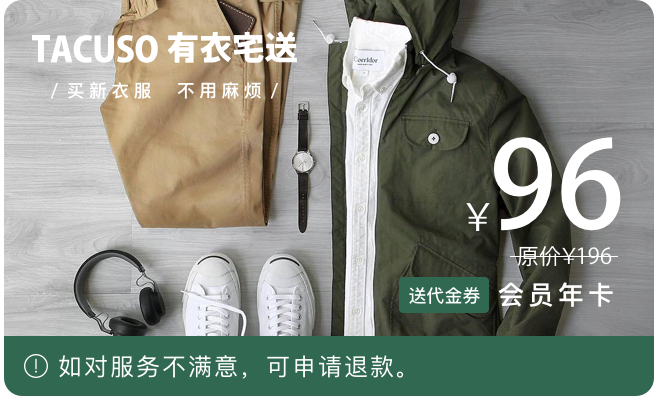 TACUSO 有衣宅送
/ 买新衣服 不用麻烦 /
Corridor
¥96
原价¥196
送代金券 会员年卡
! 如对服务不满意，可申请退款。